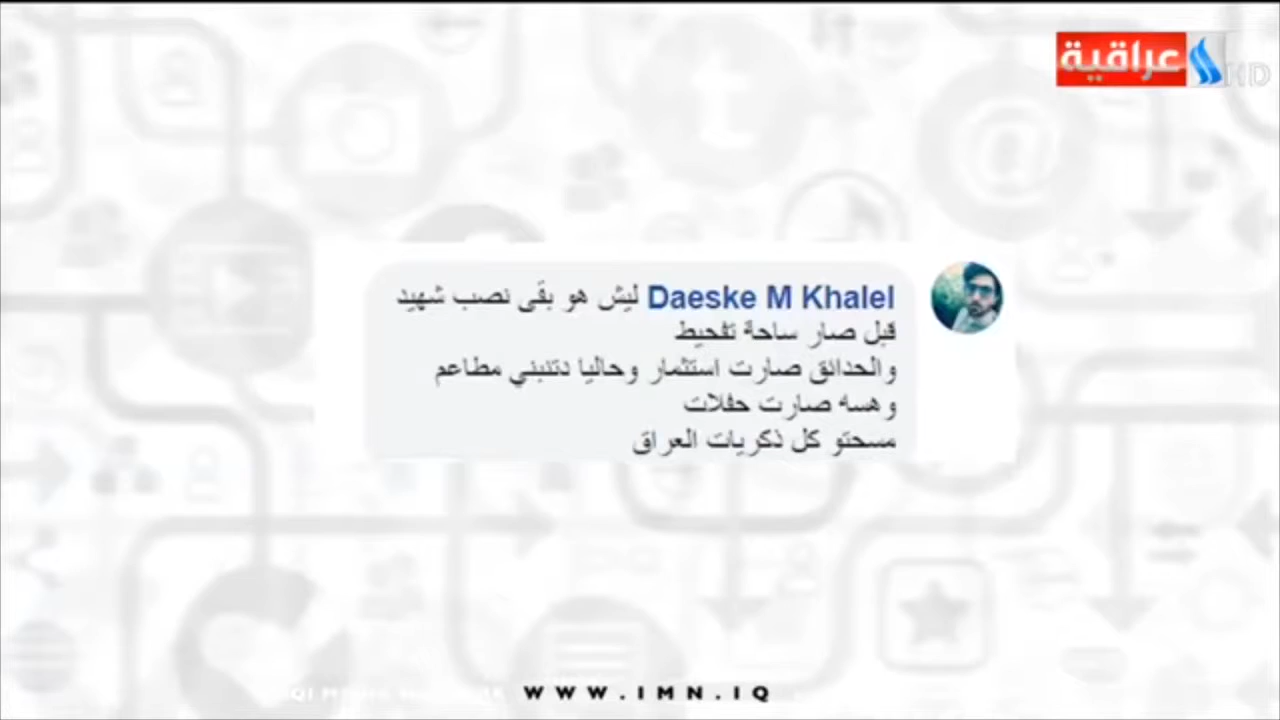 عراقية
HD
Daeske M Khalel ليش هو بقى نصب شهيد
قبل صار ساحة تفحيط
والحدائق صارت استثمار وحاليا دتنبني مطاعم
وهسه صارت حفلات
مسحتو كل ذكريات العراق
WWW.IMN.IQ